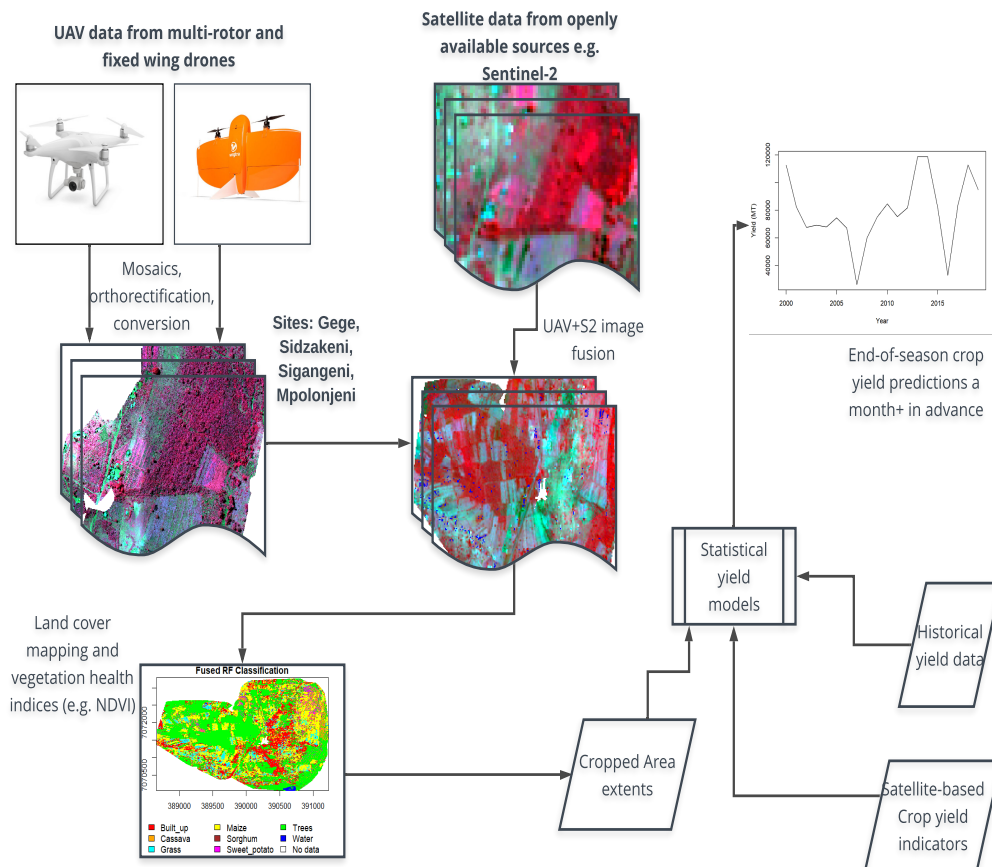 UAV data from multi-rotor and
fixed wing drones
Satellite data from openly
available sources e.g.
Sentinel-2
Mosaics,
orthorectification,
conversion
Sites: Gege,
Sidzakeni,
Sigangeni,
Mpolonjeni
UAV+S2 image
fusion
Yield (MT)
120000
80000
60000
40000
2000
2005
2010
2015
Year
End-of-season crop
yield predictions a
month+ in advance
Statistical
yield
models
Historical
yield data
Satellite-based
Crop yield
indicators
Cropped Area
extents
Land cover
mapping and
vegetation health
indices (e.g. NDVI)
Fused RF Classification
7072000
7070500
389000
389500
390000
390500
391000
Built_up
Maize
Trees
Cassava
Sorghum
Water
Grass
Sweet_potato
No data